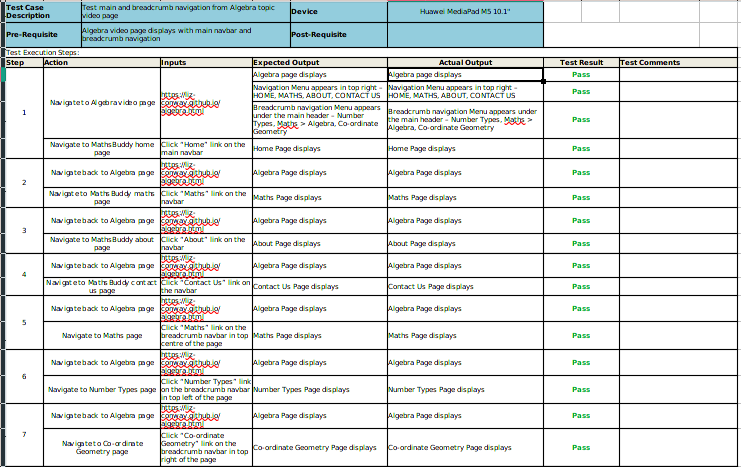 Test Case Description
Test main and breadcrumb navigation from Algebra topic video page
Device
Huawei MediaPad M5 10.1"
Pre-Requisite
Algebra video page displays with main navbar and breadcrumb navigation
Post-Requisite
Test Execution Steps:
Step Action Inputs Expected Output Actual Output Test Result Test Comments
1
Navigate to Algebra video page
https://liz-
conway.github.io/
algebra.html
Algebra page displays
Algebra page displays
Pass
Navigation Menu appears in top right –
HOME, MATHS, ABOUT, CONTACT US
Navigation Menu appears in top right –
HOME, MATHS, ABOUT, CONTACT US
Pass
Breadcrumb navigation Menu appears
under the main header – Number
Types, Maths > Algebra, Co-ordinate
Geometry
Breadcrumb navigation Menu appears
under the main header – Number Types, Maths >
Algebra, Co-ordinate Geometry
Pass
Navigate to MathsBuddy home
page
Click "Home" link on the
main navbar
Home Page displays
Home Page displays
Pass
2
Navigate back to Algebra page
https://liz-
conway.github.io/
algebra.html
Algebra Page displays
Algebra Page displays
Pass
Navigate to MathsBuddy maths
page
Click "Maths" link on the
navbar
Maths Page displays
Maths Page displays
Pass
3
Navigate back to Algebra page
https://liz-
conway.github.io/
algebra.html
Algebra Page displays
Algebra Page displays
Pass
Navigate to MathsBuddy about
page
Click "About" link on the
navbar
About Page displays
About Page displays
Pass
4
Navigate back to Algebra page
https://liz-
conway.github.io/
algebra.html
Algebra Page displays
Algebra Page displays
Pass
Navigate to MathsBuddy contact
us page
Click "Contact Us" link on
the navbar
Contact Us Page displays
Contact Us Page displays
Pass
5
Navigate back to Algebra page
https://liz-
conway.github.io/
algebra.html
Algebra Page displays
Algebra Page displays
Pass
Navigate to Maths page
Click "Maths" link on the
breadcrumb navbar in top
centre of the page
Maths Page displays
Maths Page displays
Pass
6
Navigate back to Algebra page
https://liz-
conway.github.io/
algebra.html
Algebra Page displays
Algebra Page displays
Pass
Navigate to Number Types page
Click "Number Types" link
on the breadcrumb navbar
in top left of the page
Number Types Page displays
Number Types Page displays
Pass
7
Navigate back to Algebra page
https://liz-
conway.github.io/
algebra.html
Algebra Page displays
Algebra Page displays
Pass
Navigate to Co-ordinate
Geometry page
Click "Co-ordinate
Geometry" link on the
breadcrumb navbar in top
right of the page
Co-ordinate Geometry Page displays
Co-ordinate Geometry Page displays
Pass